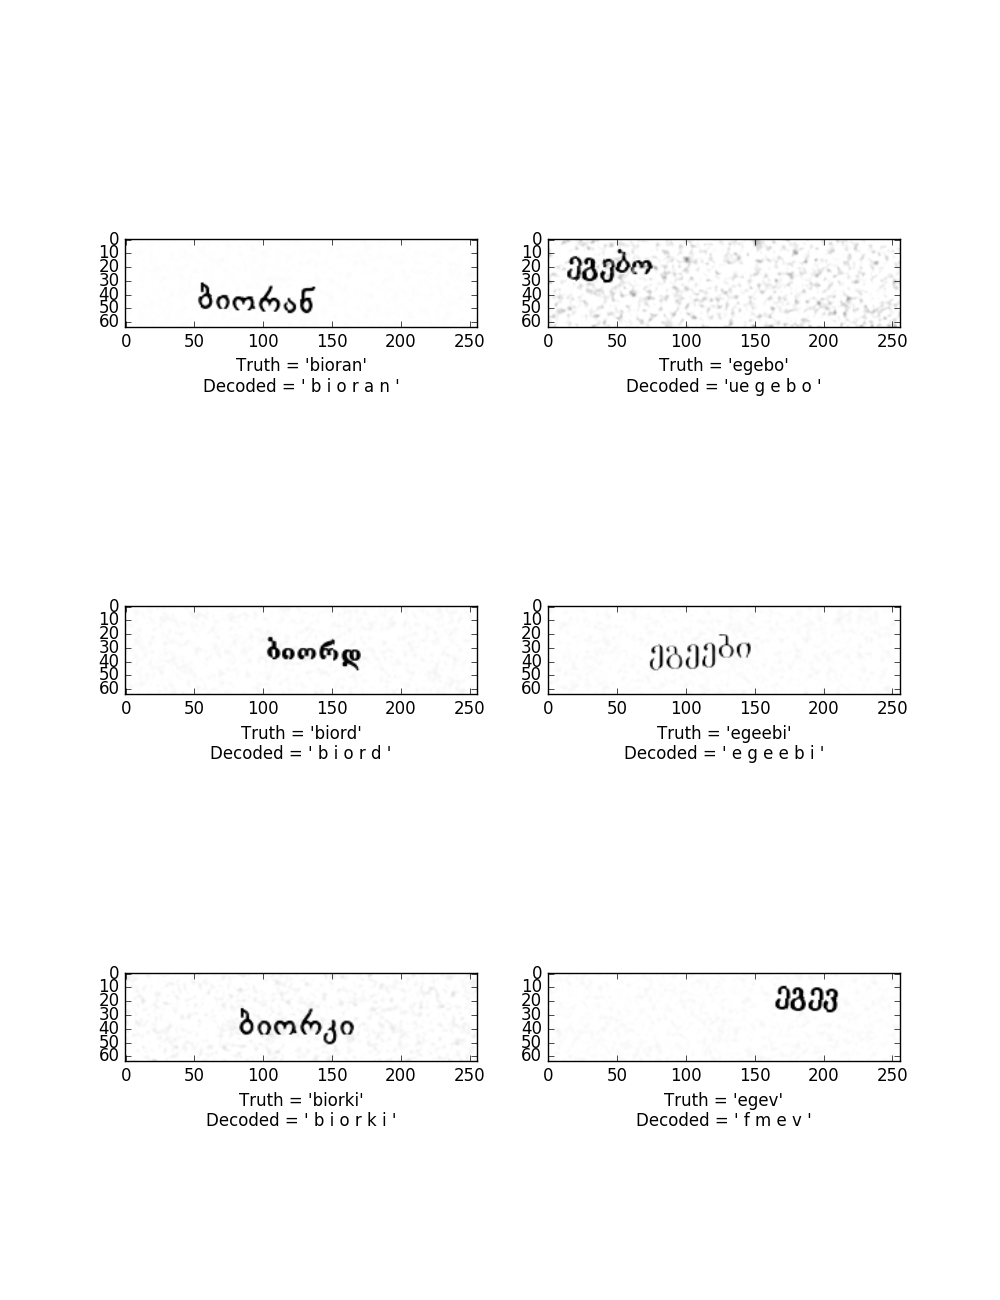 0
10
20
30
40
50
60
ბიორან
0 50 100 150 200 250
Truth = 'bioran'
Decoded = ' b i o r a n '
0
10
20
30
40
50
60
ეგებო
0 50 100 150 200 250
Truth = 'egebo'
Decoded = 'ue g e b o '
0
10
20
30
40
50
60
ბიორდ
0 50 100 150 200 250
Truth = 'biord'
Decoded = ' b i o r d '
0
10
20
30
40
50
60
ეგეები
0 50 100 150 200 250
Truth = 'egeebi'
Decoded = ' e g e e b i '
0
10
20
30
40
50
60
ბიორკი
0 50 100 150 200 250
Truth = 'biorki'
Decoded = ' b i o r k i '
0
10
20
30
40
50
60
ეგევ
0 50 100 150 200 250
Truth = 'egev'
Decoded = ' f m e v '